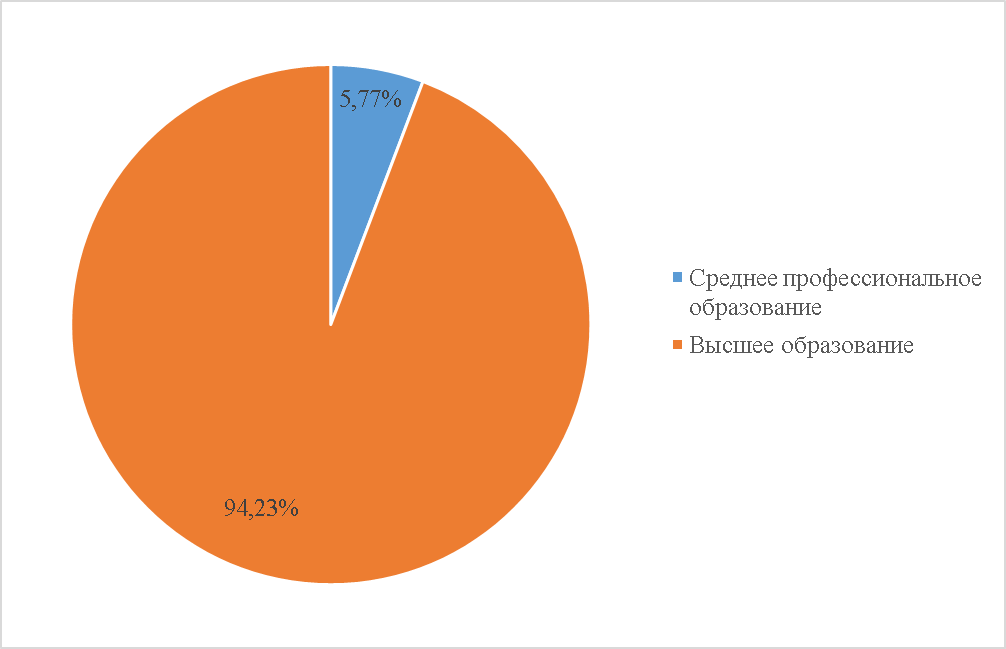 5,77%
Среднее профессиональное
образование
Высшее образование
94,23%